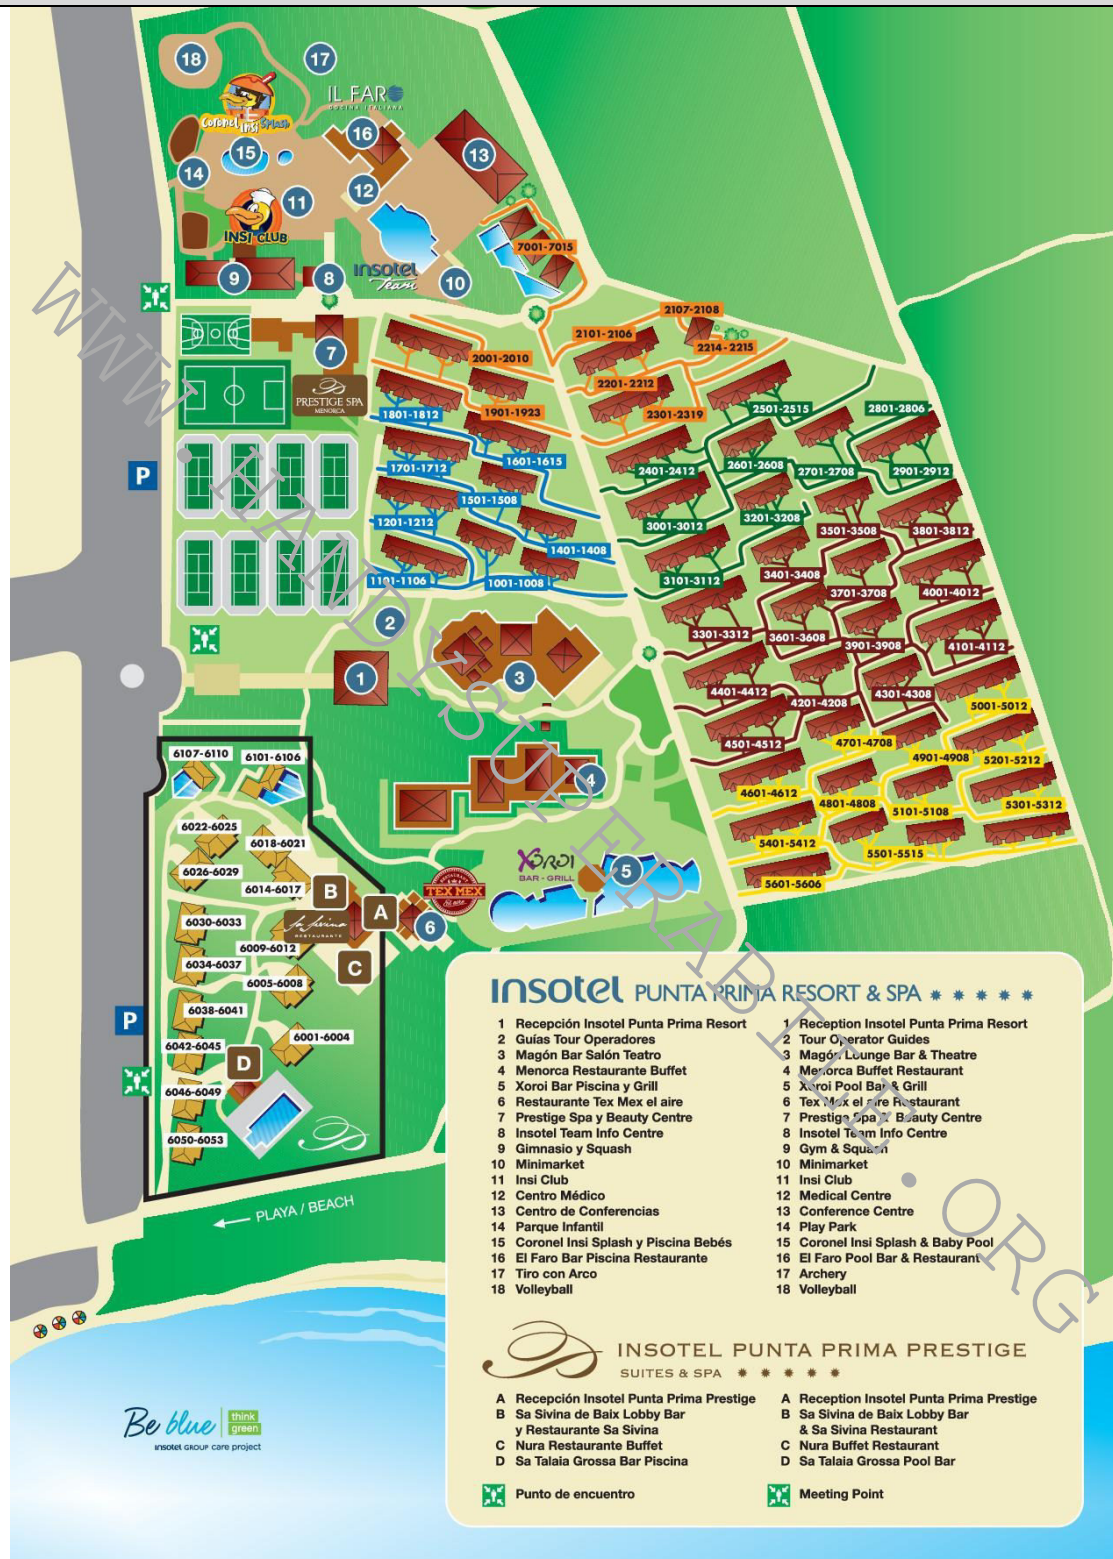 18
17
IL FARO
CUCINA ITALIANA
Coronel Insi Splash
16
13
15
14
12
11
INSI CLUB
7001-7015
insotel
Team
9
8
10
2107-2108
2101-2106
2214-2215
7
2001-2010
2201-2212
PRESTIGE SPA
MENORCA
1801-1812
1901-1923
2301-2319
2501-2515
2801-2806
P
1701-1712
1601-1615
2401-2412
2601-2608
2701-2708
2901-2912
1501-1508
1201-1212
3001-3012
3201-3208
3501-3508
3801-3812
1401-1408
1101-1106
1001-1008
3101-3112
3401-3408
3701-3708
4001-4012
2
3301-3312
3601-3608
3901-3908
4101-4112
1
3
4401-4412
4201-4208
4301-4308
5001-5012
4501-4512
4701-4708
4901-4908
5201-5212
6107-6110
6101-6106
4
4601-4612
4801-4808
5101-5108
5301-5312
6022-6025
6018-6021
5401-5412
5501-5515
XOROI
BAR - GRILL
5
6026-6029
6014-6017
5601-5606
B
RESTAURANTE
TEX MEX
El aire
A
6
6030-6033
Sa Sivina
RESTAURANTE
6009-6012
6034-6037
C
6005-6008
6038-6041
P
6001-6004
6042-6045
D
6046-6049
6050-6053
PLAYA / BEACH
insotel PUNTA PRIMA RESORT & SPA
1 Recepción Insotel Punta Prima Resort
2 Guías Tour Operadores
3 Magón Bar Salón Teatro
4 Menorca Restaurante Buffet
5 Xoroi Bar Piscina y Grill
6 Restaurante Tex Mex el aire
7 Prestige Spa y Beauty Centre
8 Insotel Team Info Centre
9 Gimnasio y Squash
10 Minimarket
11 Insi Club
12 Centro Médico
13 Centro de Conferencias
14 Parque Infantil
15 Coronel Insi Splash y Piscina Bebés
16 El Faro Bar Piscina Restaurante
17 Tiro con Arco
18 Volleyball
1 Reception Insotel Punta Prima Resort
2 Tour Operator Guides
3 Magón Lounge Bar & Theatre
4 Menorca Buffet Restaurant
5 Xoroi Pool Bar & Grill
6 Tex Mex el aire Restaurant
7 Prestige Spa & Beauty Centre
8 Insotel Team Info Centre
9 Gym & Squash
10 Minimarket
11 Insi Club
12 Medical Centre
13 Conference Centre
14 Play Park
15 Coronel Insi Splash & Baby Pool
16 El Faro Pool Bar & Restaurant
17 Archery
18 Volleyball
INSOTEL PUNTA PRIMA PRESTIGE
SUITES & SPA
A Recepción Insotel Punta Prima Prestige
B Sa Sivina de Baix Lobby Bar
y Restaurante Sa Sivina
C Nura Restaurante Buffet
D Sa Talaia Grossa Bar Piscina
A Reception Insotel Punta Prima Prestige
B Sa Sivina de Baix Lobby Bar
& Sa Sivina Restaurant
C Nura Buffet Restaurant
D Sa Talaia Grossa Pool Bar
Punto de encuentro
Meeting Point
Be blue
think
green
insotel GROUP care project
WWW.HANDYSUPERABILE.ORG